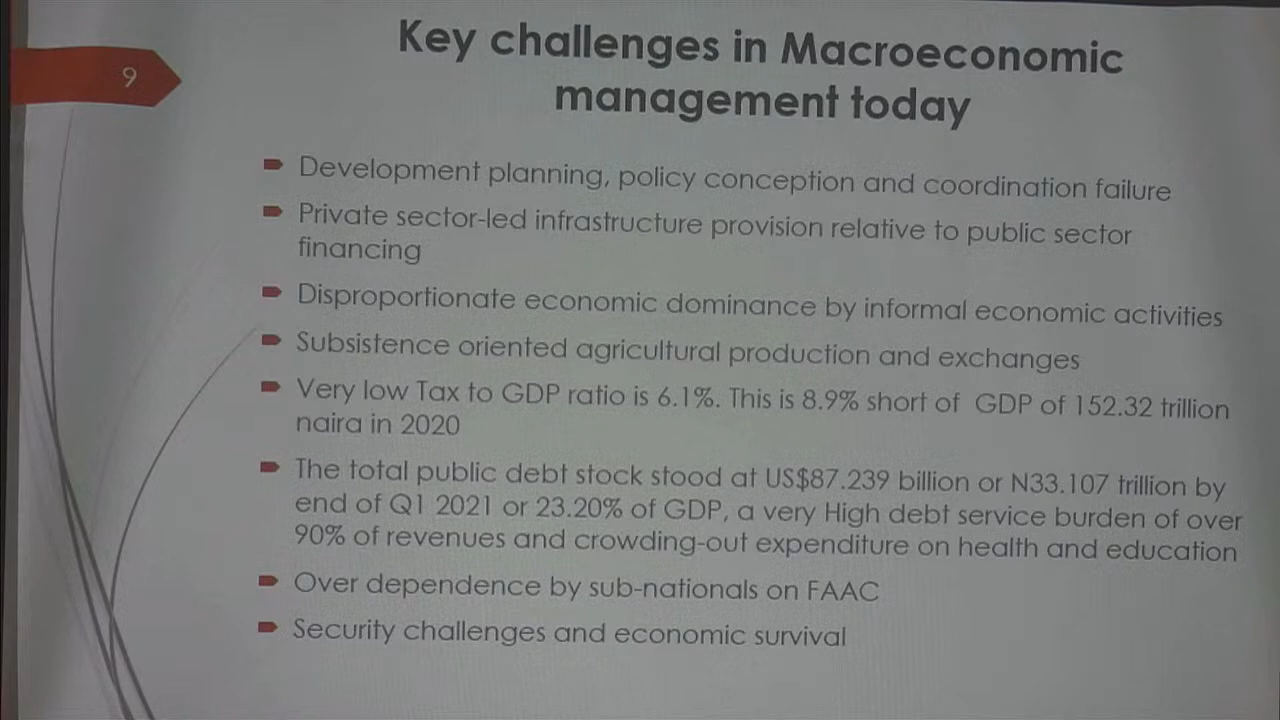 Key challenges in Macroeconomic
management today
9
Development planning, policy conception and coordination failure
Private sector-led infrastructure provision relative to public sector
financing
Disproportionate economic dominance by informal economic activities
Subsistence oriented agricultural production and exchanges
Very low Tax to GDP ratio is 6.1%. This is 8.9% short of GDP of 152.32 trillion
naira in 2020
The total public debt stock stood at US$87.239 billion or N33.107 trillion by
end of Q1 2021 or 23.20% of GDP, a very High debt service burden of over
90% of revenues and crowding-out expenditure on health and education
Over dependence by sub-nationals on FAAC
Security challenges and economic survival